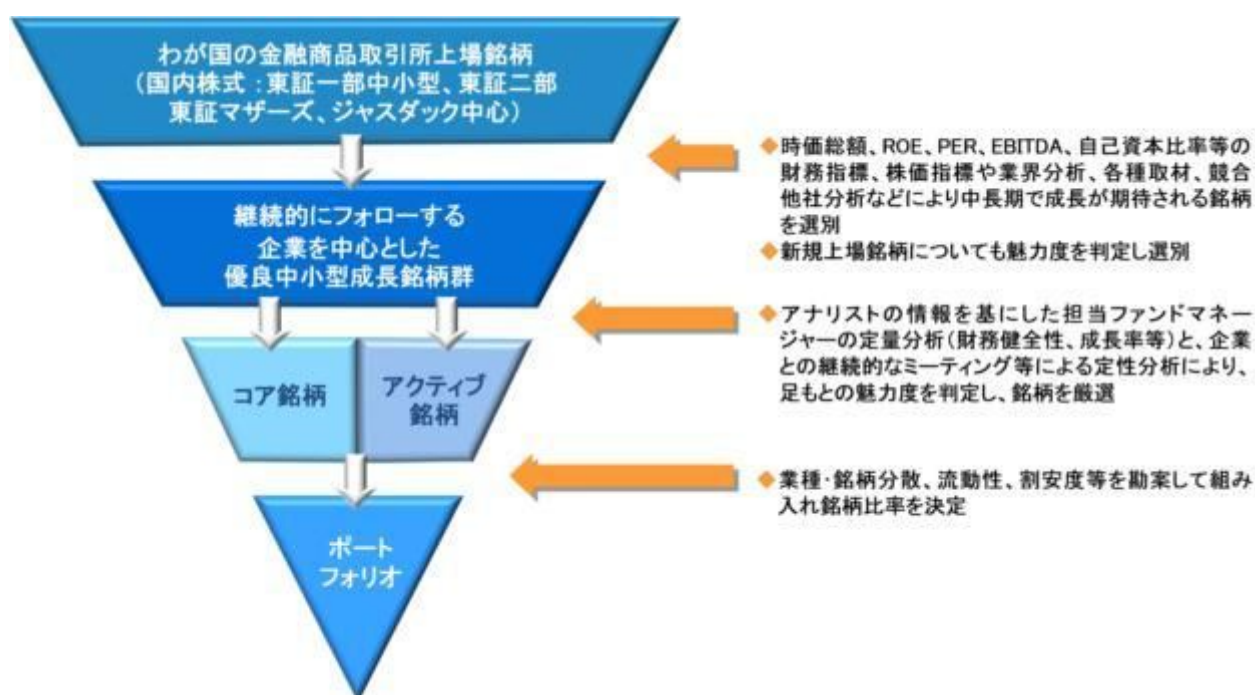 わが国の金融商品取引所上場銘柄
(国内株式:東証一部中小型、東証二部
東証マザーズ、ジャスダック中心)
◆時価総額、ROE、PER、EBITDA、自己資本比率等の
財務指標、株価指標や業界分析、各種取材、競合
他社分析などにより中長期で成長が期待される銘柄
を選別
◆新規上場銘柄についても魅力度を判定し選別
継続的にフォローする
企業を中心とした
優良中小型成長銘柄群
◆アナリストの情報を基にした担当ファンドマネー
ジャーの定量分析(財務健全性、成長率等)と、企業
との継続的なミーティング等による定性分析により、
足もとの魅力度を判定し、銘柄を厳選
コア銘柄
アクティブ
銘柄
◆業種・銘柄分散、流動性、割安度等を勘案して組み
入れ銘柄比率を決定
ポート
フォリオ